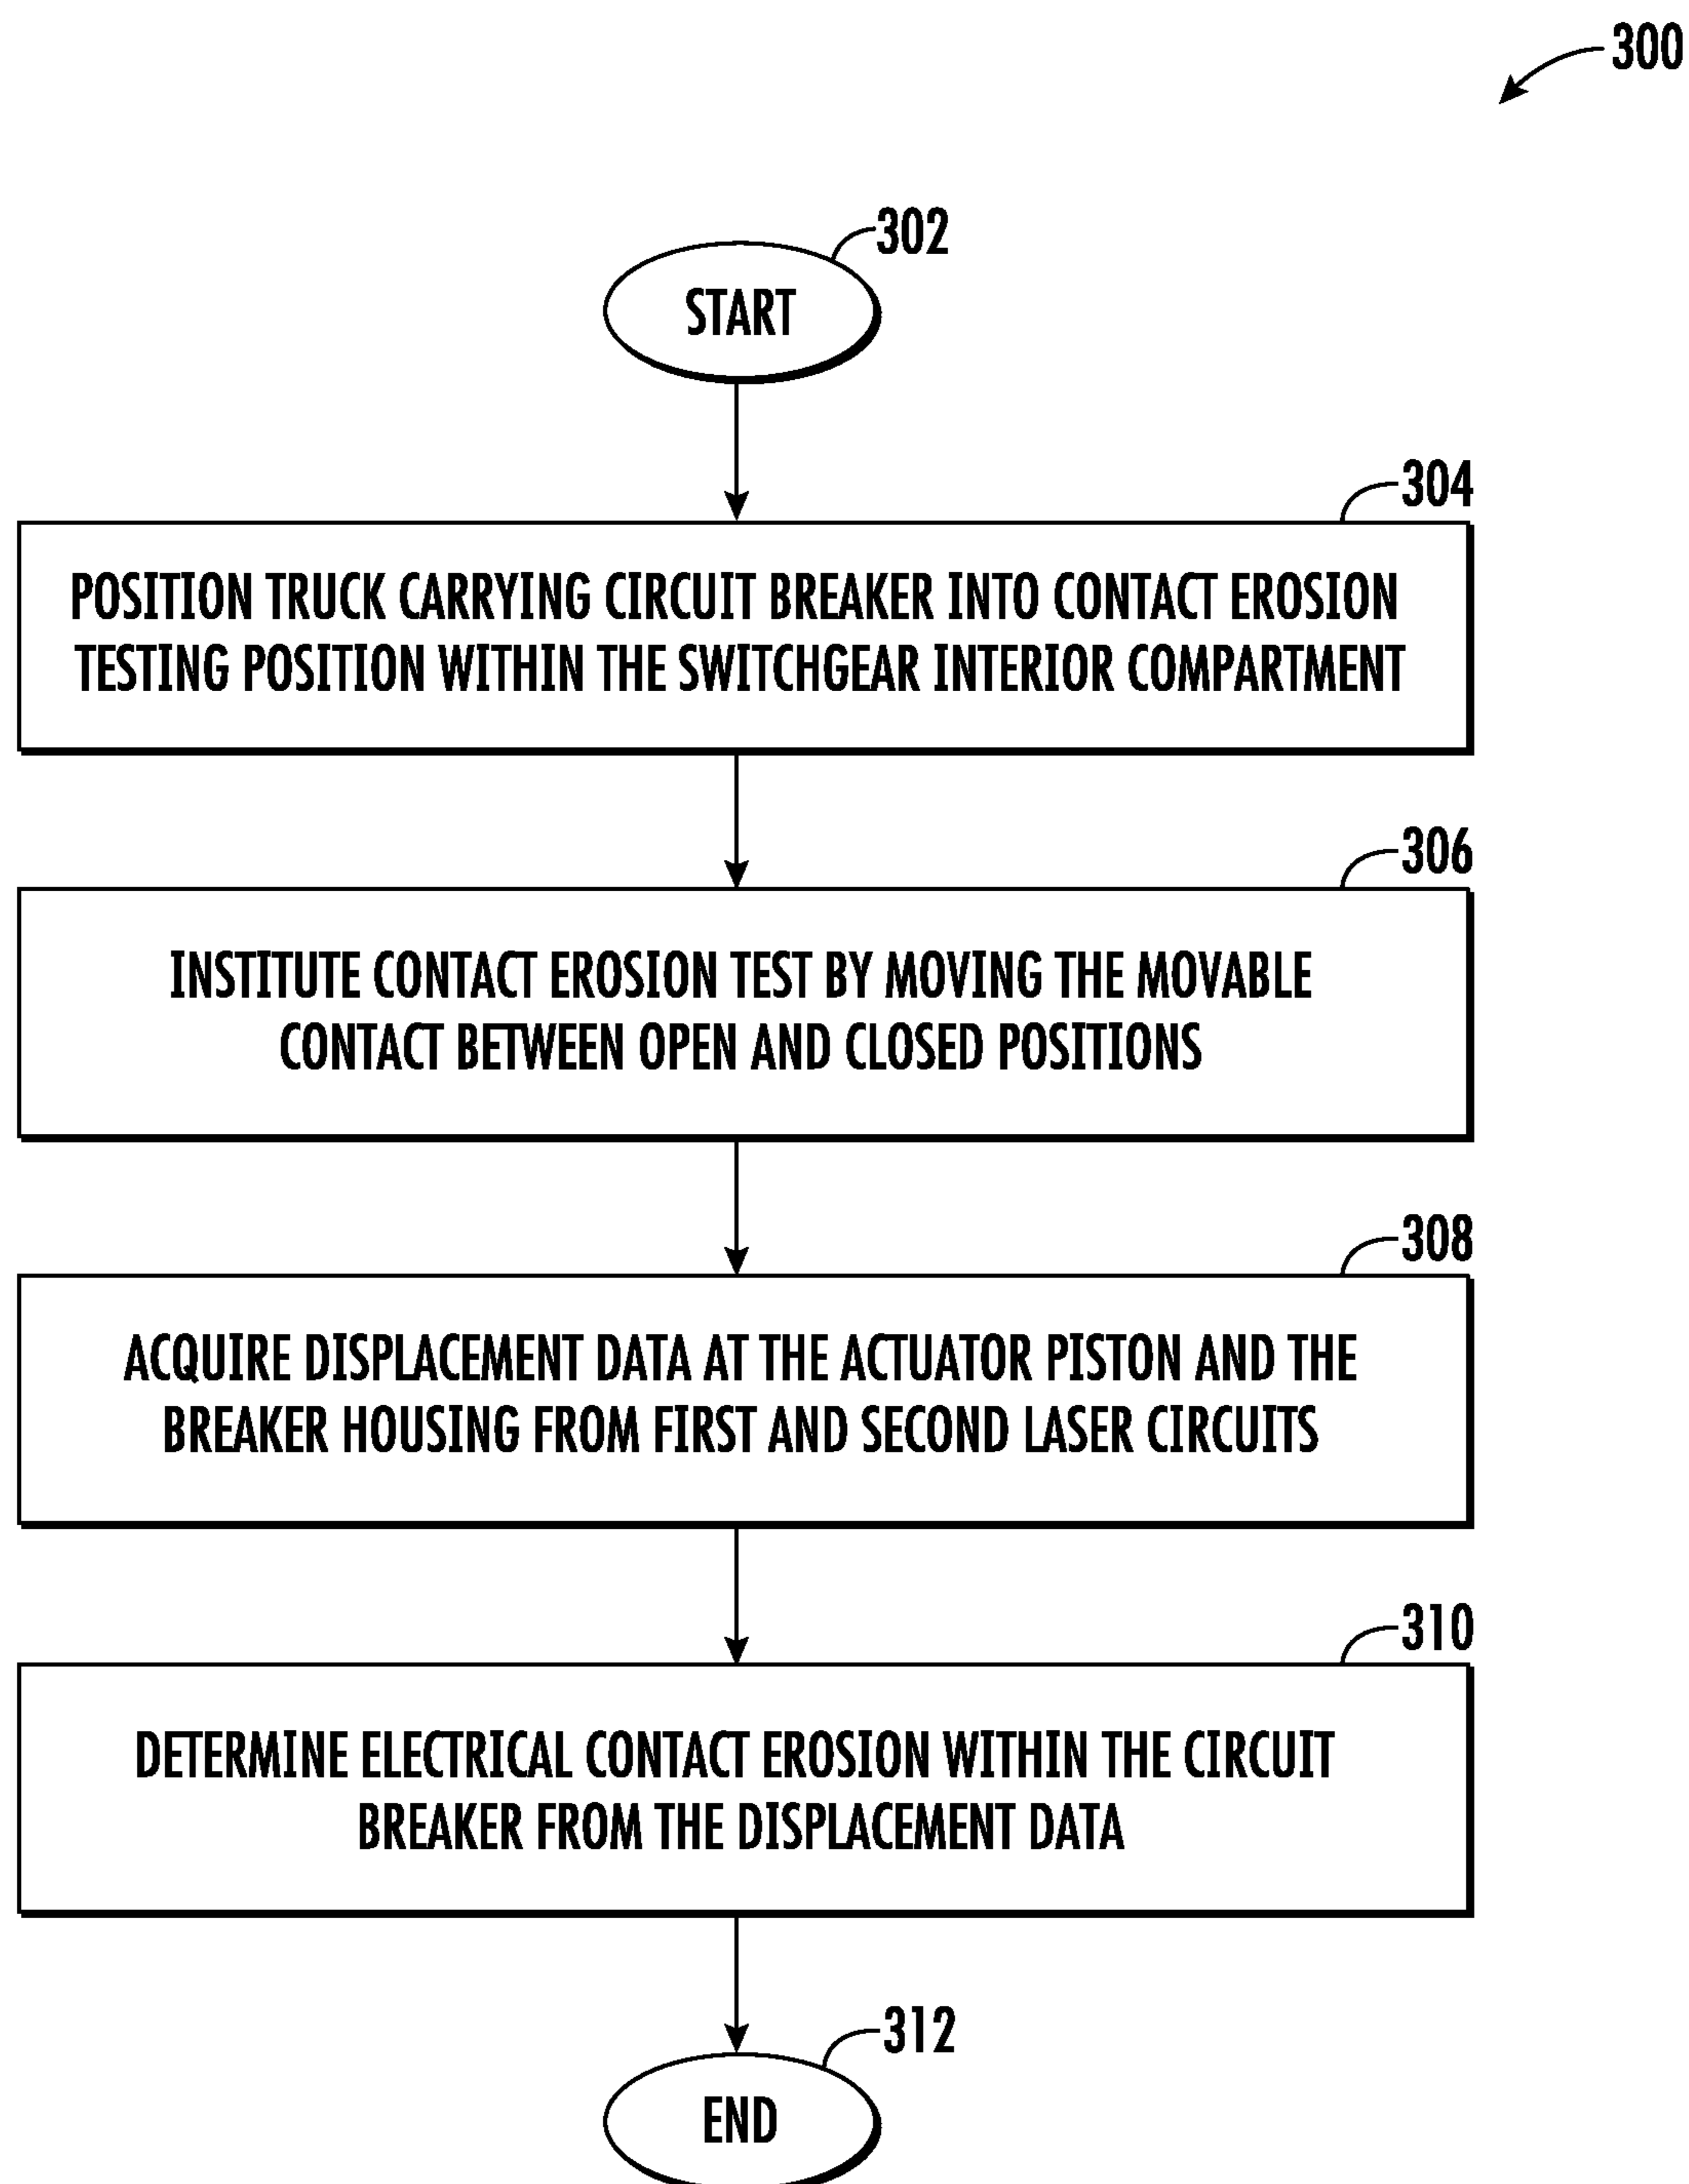 300
302
START
304
POSITION TRUCK CARRYING CIRCUIT BREAKER INTO CONTACT EROSION
TESTING POSITION WITHIN THE SWITCHGEAR INTERIOR COMPARTMENT
306
INSTITUTE CONTACT EROSION TEST BY MOVING THE MOVABLE
CONTACT BETWEEN OPEN AND CLOSED POSITIONS
308
ACQUIRE DISPLACEMENT DATA AT THE ACTUATOR PISTON AND THE
BREAKER HOUSING FROM FIRST AND SECOND LASER CIRCUITS
310
DETERMINE ELECTRICAL CONTACT EROSION WITHIN THE CIRCUIT
BREAKER FROM THE DISPLACEMENT DATA
312
END